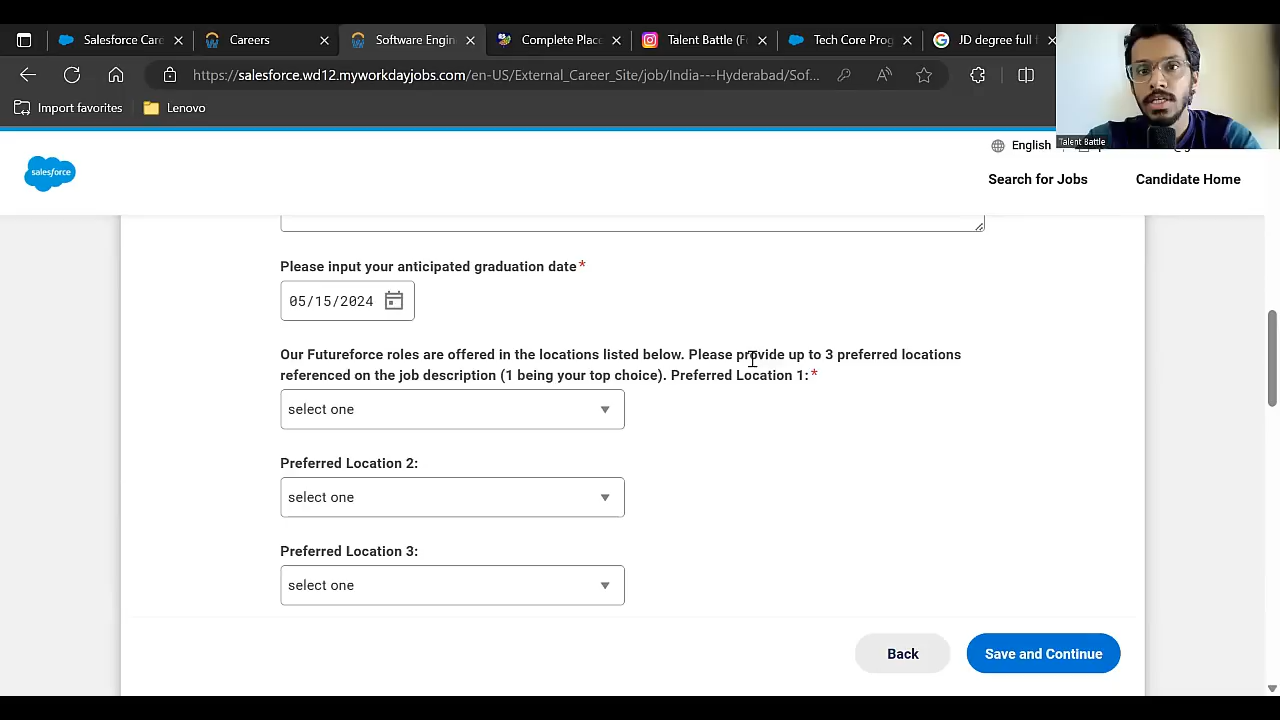 Salesforce Care
Careers
Software Engin
Complete Place
Talent Battle (F
Tech Core Prog
JD degree full f
https://salesforce.wd12.myworkdayjobs.com/en-US/External_Career_Site/job/India---Hyderabad/Sof...
Import favorites
Lenovo
Talent Battle
salesforce
English
Search for Jobs
Candidate Home
Please input your anticipated graduation date*
05/15/2024
Our Futureforce roles are offered in the locations listed below. Please provide up to 3 preferred locations
referenced on the job description (1 being your top choice). Preferred Location 1:*
select one
Preferred Location 2:
select one
Preferred Location 3:
select one
Back
Save and Continue